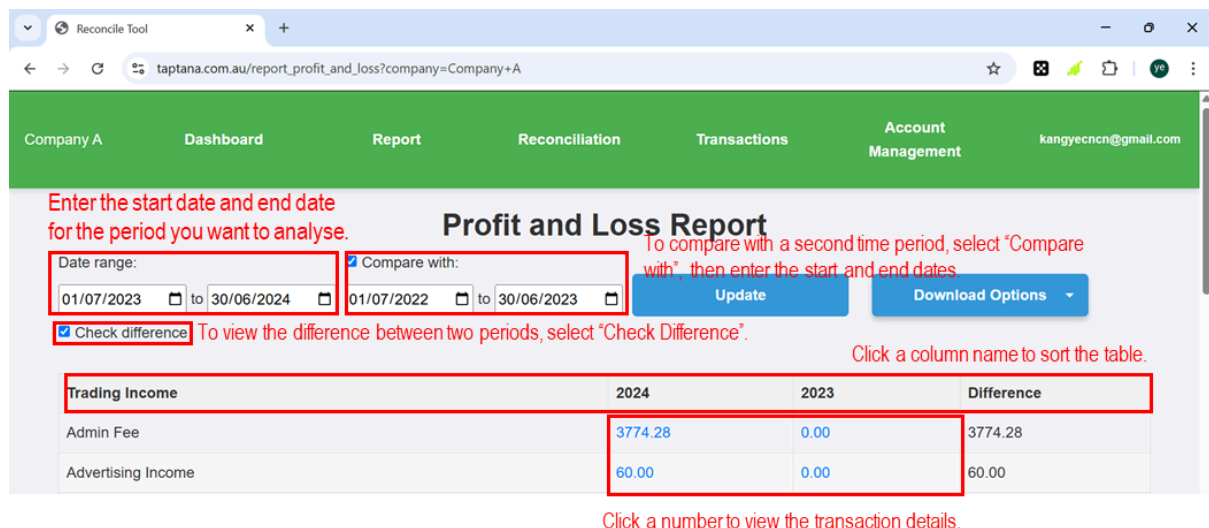 Reconcile Tool
taptana.com.au/report_profit_and_loss?company=Company+A
ye
Company A
Dashboard
Report
Reconciliation
Transactions
Account
Management
kangyecncn@gmail.com
Enter the start date and end date
for the period you want to analyse.
Profit and Loss Report
To compare with a second time period, select “Compare
with”, then enter the start and end dates.
Date range:
Compare with:
01/07/2023 to 30/06/2024
01/07/2022 to 30/06/2023
Update
Download Options
Check difference
To view the difference between two periods, select “Check Difference”.
Click a column name to sort the table.
Trading Income 2024 2023 Difference
Admin Fee 3774.28 0.00 3774.28
Advertising Income 60.00 0.00 60.00
Click a number to view the transaction details.